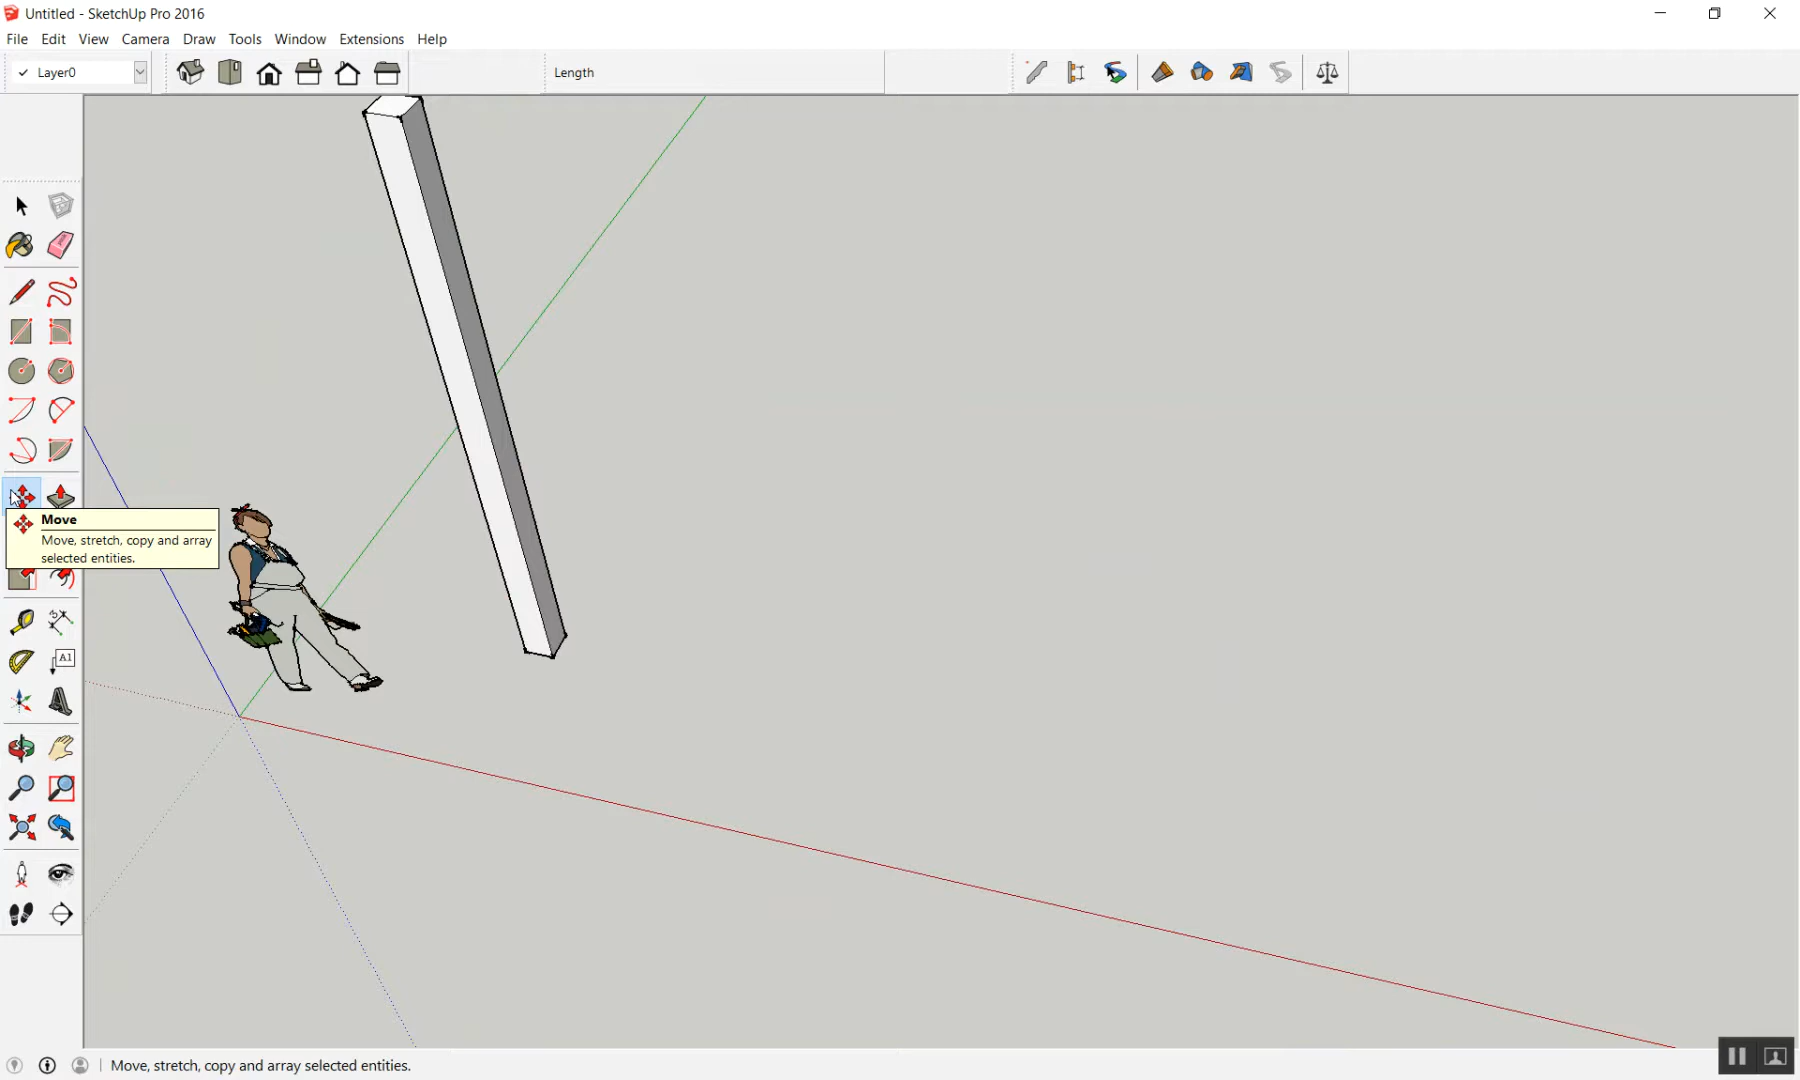 Untitled - SketchUp Pro 2016
File Edit View Camera Draw Tools Window Extensions Help
✓ Layer0
Length
Move
Move, stretch, copy and array
selected entities.
A1
Move, stretch, copy and array selected entities.